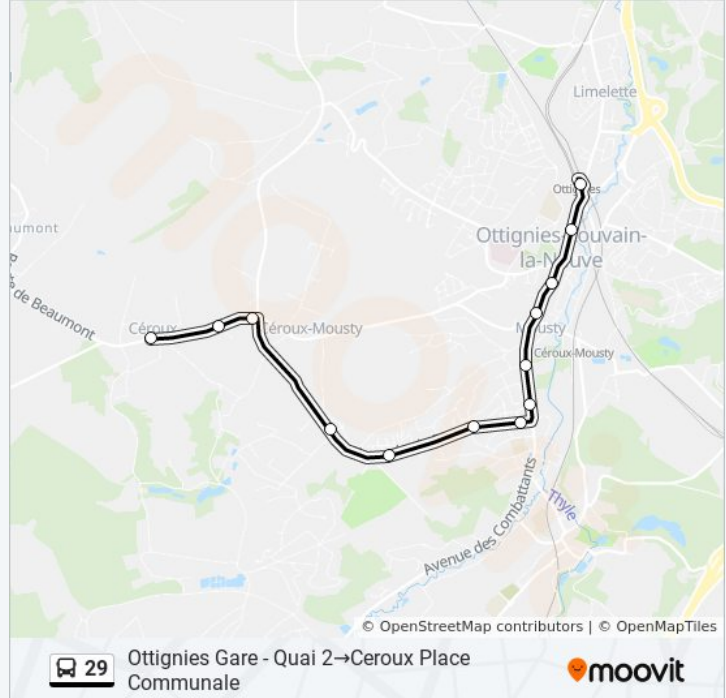 Limelette
Ottignies
Ottignies-Louvain-
la-Neuve
aumont
de Beaumont
Céroux
Céroux-Mousty
Mousty
Céroux-Mousty
Thyle
Avenue des Combattants
© OpenStreetMap contributors | © OpenMapTiles
29
Ottignies Gare - Quai 2→Ceroux Place
Communale
moovit